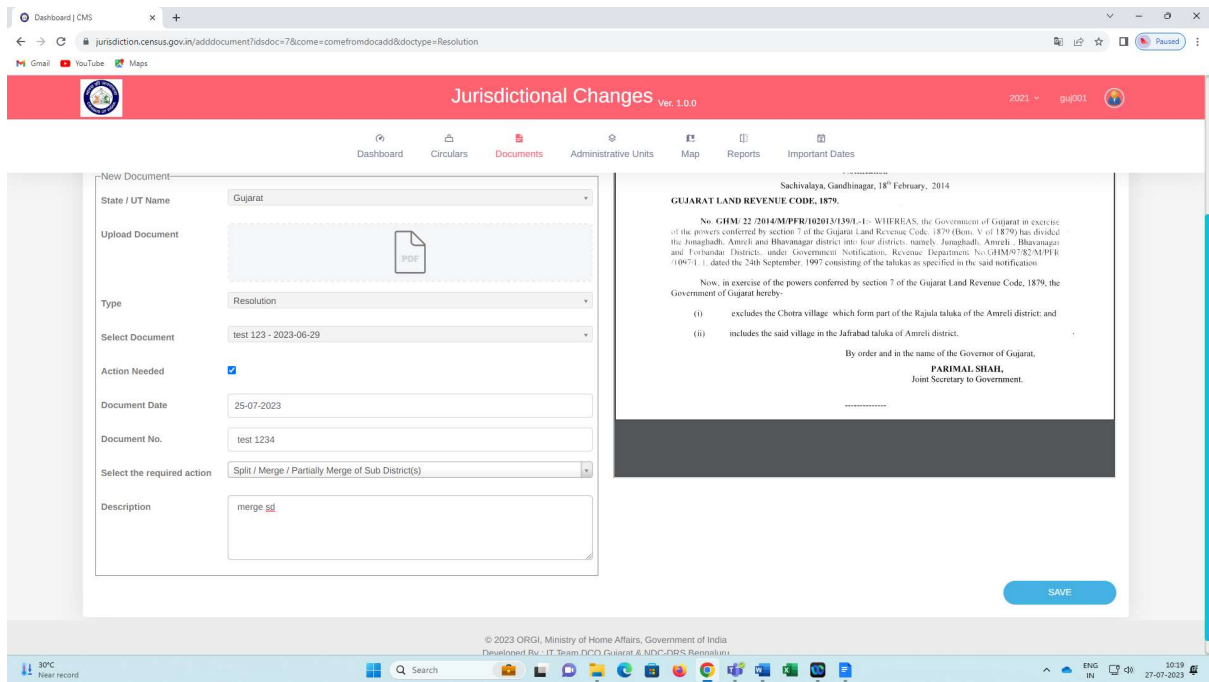 Dashboard | CMS
jurisdiction.census.gov.in/adddocument?idsdoc=7&come=comefromdocadd&doctype=Resolution
Paused
Gmail YouTube Maps
Jurisdictional Changes Ver. 1.0.0
2021 guj001
Dashboard Circulars Documents Administrative Units Map Reports Important Dates
New Document
State / UT Name Gujarat
Upload Document
PDF
Type Resolution
Select Document test 123 - 2023-06-29
Action Needed
Document Date 25-07-2023
Document No. test 1234
Select the required action Split / Merge / Partially Merge of Sub District(s)
Description merge sd
Sachivalaya, Gandhinagar, 18th February, 2014
GUJARAT LAND REVENUE CODE, 1879.
No. GHM/ 22 /2014/M/PFR/102013/139/L-1:- WHEREAS, the Government of Gujarat in exercise
of the powers conferred by section 7 of the Gujarat Land Revenue Code, 1879 (Bom. V of 1879) has divided
the Junaghadh, Amreli and Bhavanagar district into four districts, namely, Junaghadh, Amreli , Bhavanagar
and Porbandar Districts, under Government Notification, Revenue Department No.GHM/97/82/M/PFR
/1097/L 1, dated the 24th September, 1997 consisting of the talukas as specified in the said notification
Now, in exercise of the powers conferred by section 7 of the Gujarat Land Revenue Code, 1879, the
Government of Gujarat hereby-
(i) excludes the Chotra village which form part of the Rajula taluka of the Amreli district; and
(ii) includes the said village in the Jafrabad taluka of Amreli district.
By order and in the name of the Governor of Gujarat,
PARIMAL SHAH,
Joint Secretary to Government.
---------------
SAVE
© 2023 ORGI, Ministry of Home Affairs, Government of India
Developed By : IT Team DCO Gujarat & NDC-DRS Bengaluru
30°C
Near record
Search
ENG
IN
10:19
27-07-2023